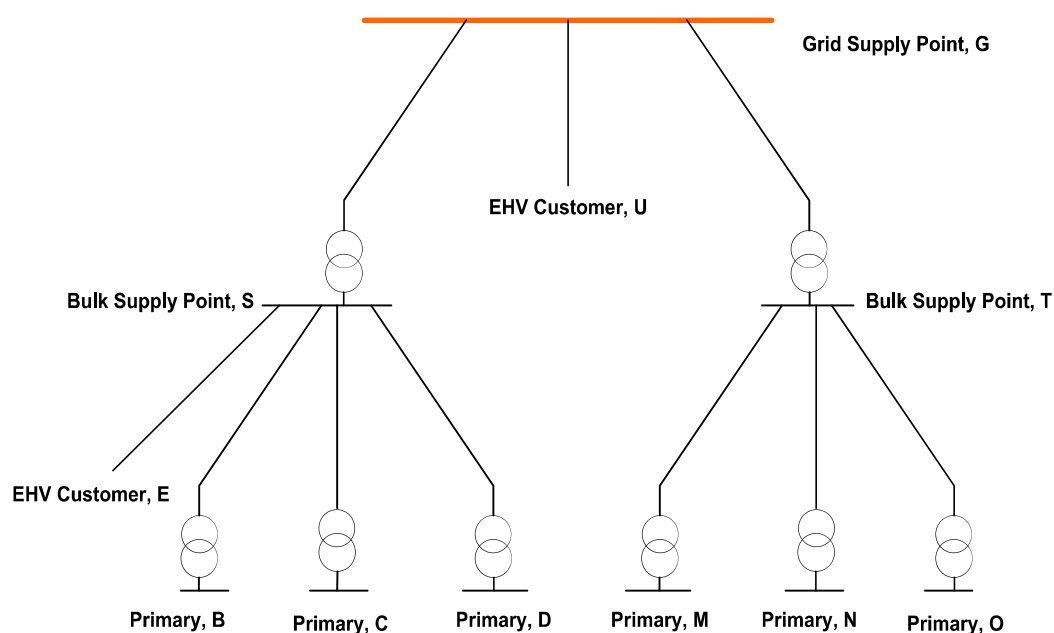 Grid Supply Point, G
EHV Customer, U
Bulk Supply Point, S
Bulk Supply Point, T
EHV Customer, E
Primary, B
Primary, C
Primary, D
Primary, M
Primary, N
Primary, O